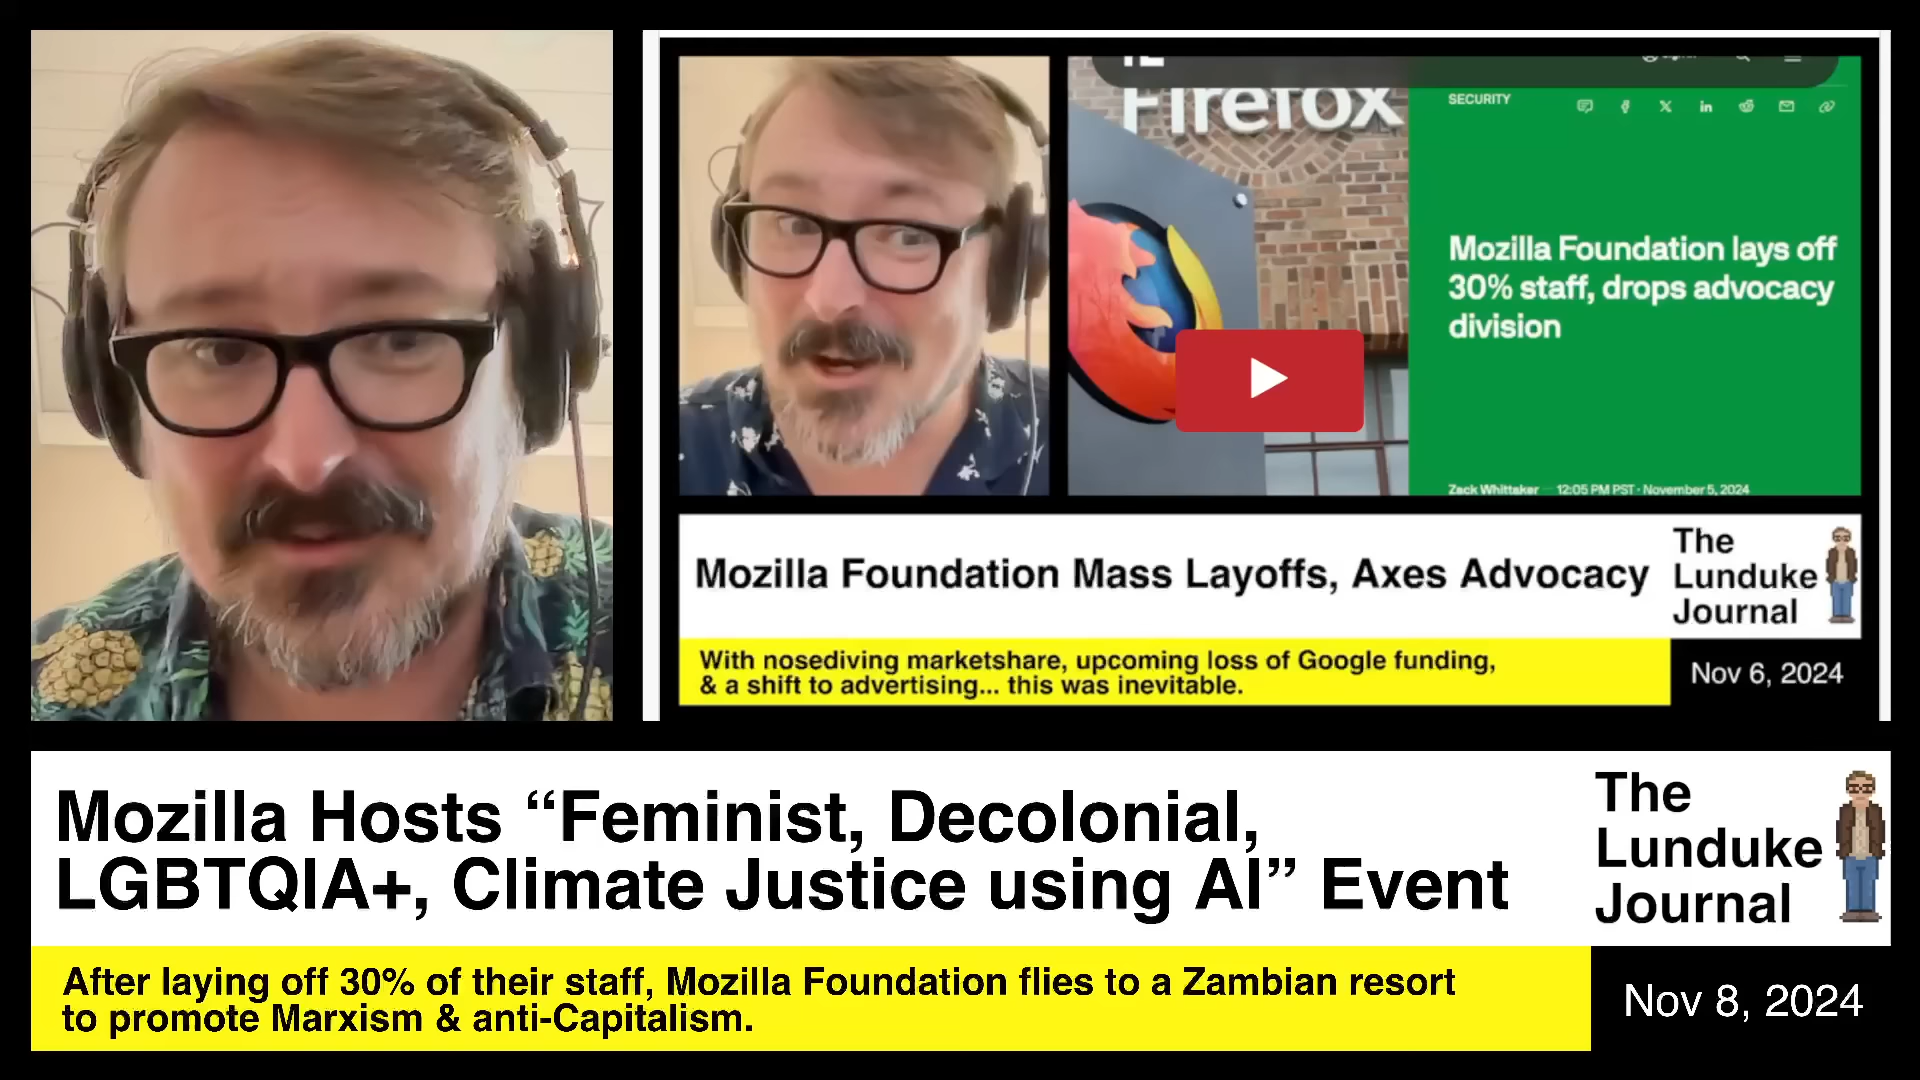 Firefox
SECURITY
Mozilla Foundation lays off
30% staff, drops advocacy
division
Zack Whittaker — 12:05 PM PST · November 5, 2024
Mozilla Foundation Mass Layoffs, Axes Advocacy
The
Lunduke
Journal
With nosediving marketshare, upcoming loss of Google funding,
& a shift to advertising... this was inevitable.
Nov 6, 2024
Mozilla Hosts “Feminist, Decolonial,
LGBTQIA+, Climate Justice using AI” Event
The
Lunduke
Journal
After laying off 30% of their staff, Mozilla Foundation flies to a Zambian resort
to promote Marxism & anti-Capitalism.
Nov 8, 2024